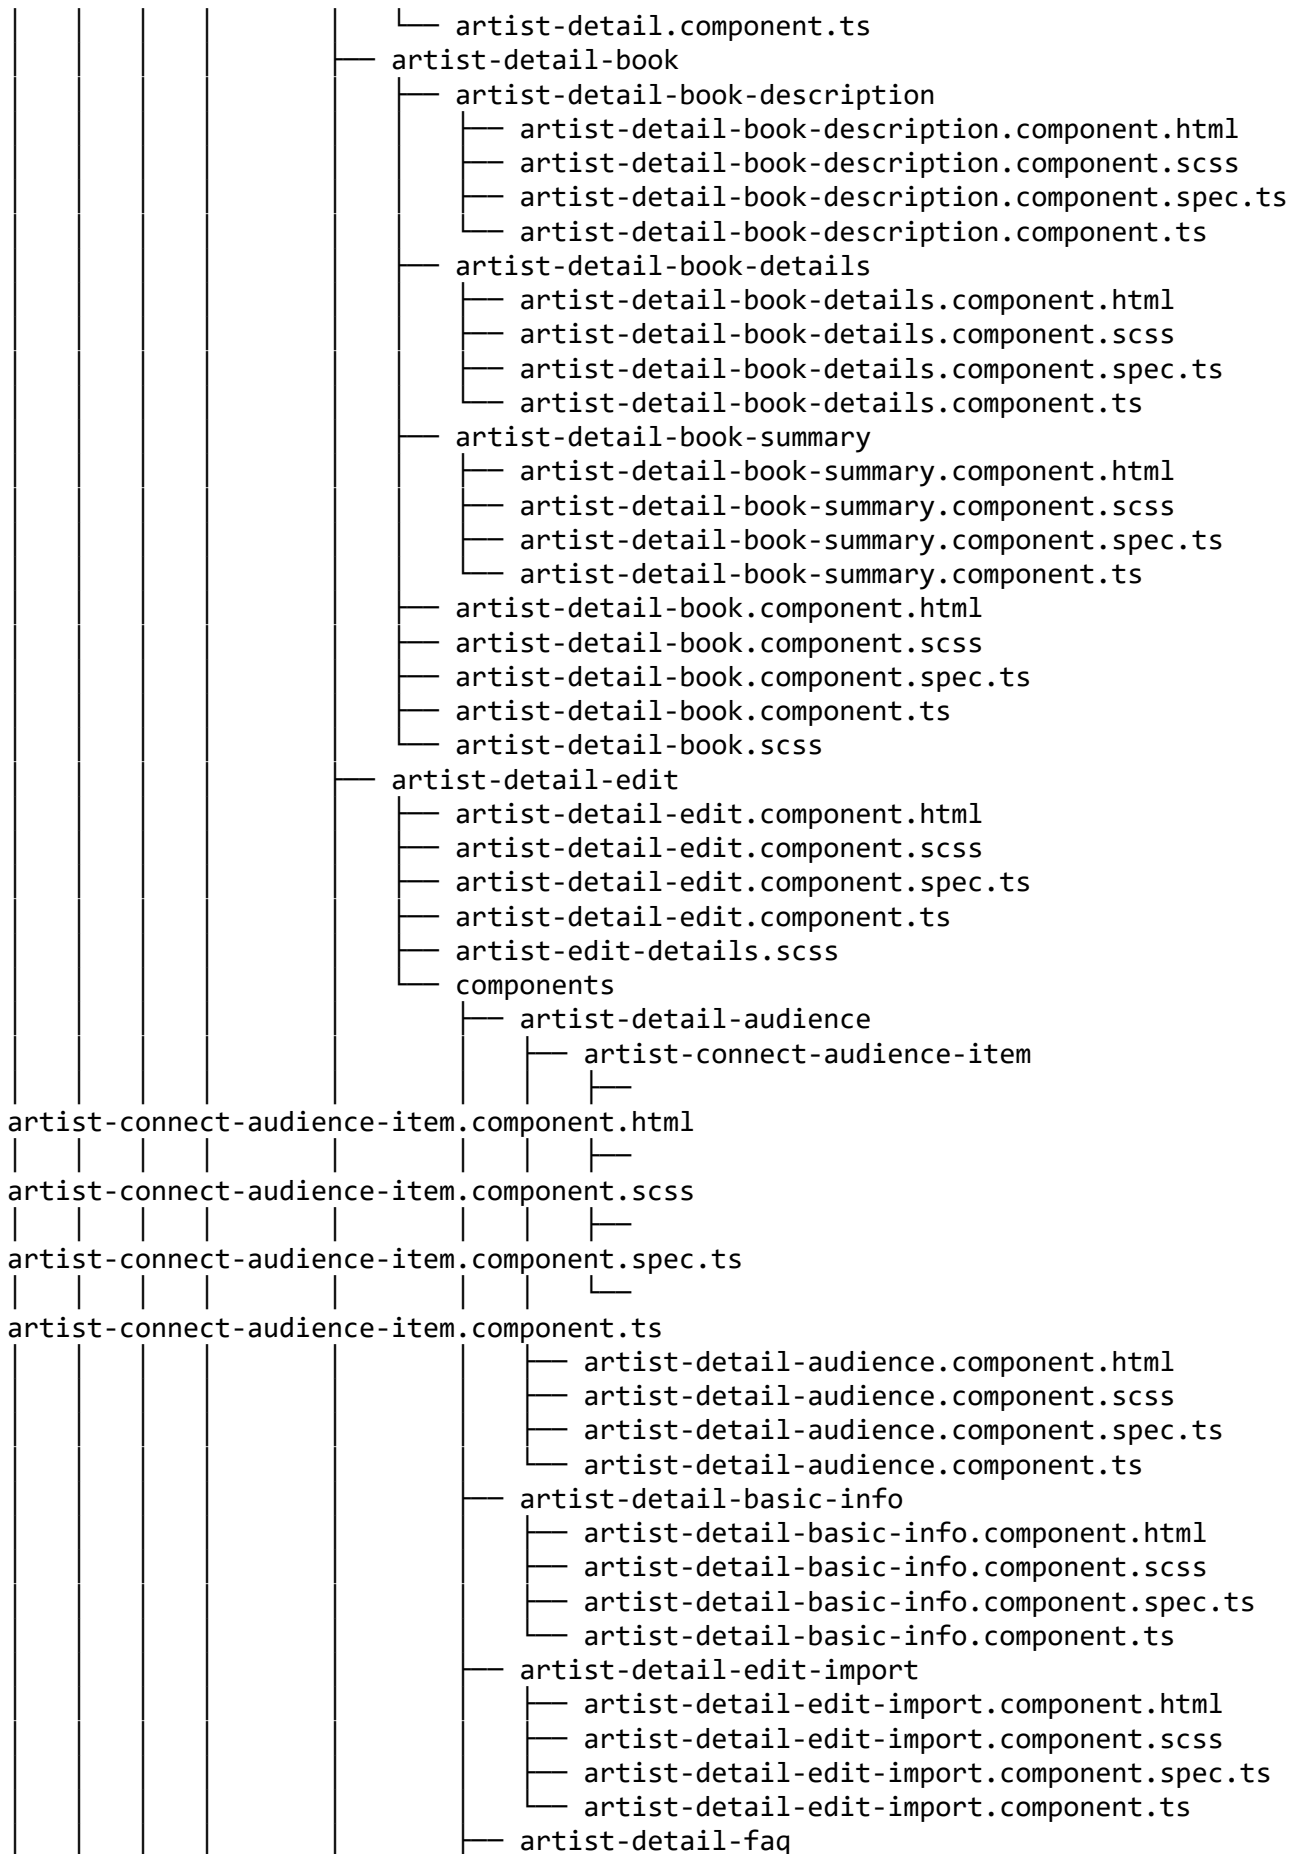 │   │   │   │       │   └── artist-detail.component.ts
│   │   │   │       ├── artist-detail-book
│   │   │   │       │   ├── artist-detail-book-description
│   │   │   │       │   │   ├── artist-detail-book-description.component.html
│   │   │   │       │   │   ├── artist-detail-book-description.component.scss
│   │   │   │       │   │   ├── artist-detail-book-description.component.spec.ts
│   │   │   │       │   │   └── artist-detail-book-description.component.ts
│   │   │   │       │   ├── artist-detail-book-details
│   │   │   │       │   │   ├── artist-detail-book-details.component.html
│   │   │   │       │   │   ├── artist-detail-book-details.component.scss
│   │   │   │       │   │   ├── artist-detail-book-details.component.spec.ts
│   │   │   │       │   │   └── artist-detail-book-details.component.ts
│   │   │   │       │   ├── artist-detail-book-summary
│   │   │   │       │   │   ├── artist-detail-book-summary.component.html
│   │   │   │       │   │   ├── artist-detail-book-summary.component.scss
│   │   │   │       │   │   ├── artist-detail-book-summary.component.spec.ts
│   │   │   │       │   │   └── artist-detail-book-summary.component.ts
│   │   │   │       │   ├── artist-detail-book.component.html
│   │   │   │       │   ├── artist-detail-book.component.scss
│   │   │   │       │   ├── artist-detail-book.component.spec.ts
│   │   │   │       │   ├── artist-detail-book.component.ts
│   │   │   │       │   └── artist-detail-book.scss
│   │   │   │       ├── artist-detail-edit
│   │   │   │       │   ├── artist-detail-edit.component.html
│   │   │   │       │   ├── artist-detail-edit.component.scss
│   │   │   │       │   ├── artist-detail-edit.component.spec.ts
│   │   │   │       │   ├── artist-detail-edit.component.ts
│   │   │   │       │   ├── artist-edit-details.scss
│   │   │   │       │   └── components
│   │   │   │       │       ├── artist-detail-audience
│   │   │   │       │       │   ├── artist-connect-audience-item
│   │   │   │       │       │   │   ├──
artist-connect-audience-item.component.html
│   │   │   │       │       │   │   ├──
artist-connect-audience-item.component.scss
│   │   │   │       │       │   │   ├──
artist-connect-audience-item.component.spec.ts
│   │   │   │       │       │   │   └──
artist-connect-audience-item.component.ts
│   │   │   │       │       │   ├── artist-detail-audience.component.html
│   │   │   │       │       │   ├── artist-detail-audience.component.scss
│   │   │   │       │       │   ├── artist-detail-audience.component.spec.ts
│   │   │   │       │       │   └── artist-detail-audience.component.ts
│   │   │   │       │       ├── artist-detail-basic-info
│   │   │   │       │       │   ├── artist-detail-basic-info.component.html
│   │   │   │       │       │   ├── artist-detail-basic-info.component.scss
│   │   │   │       │       │   ├── artist-detail-basic-info.component.spec.ts
│   │   │   │       │       │   └── artist-detail-basic-info.component.ts
│   │   │   │       │       ├── artist-detail-edit-import
│   │   │   │       │       │   ├── artist-detail-edit-import.component.html
│   │   │   │       │       │   ├── artist-detail-edit-import.component.scss
│   │   │   │       │       │   ├── artist-detail-edit-import.component.spec.ts
│   │   │   │       │       │   └── artist-detail-edit-import.component.ts
│   │   │   │       │       ├── artist-detail-faq